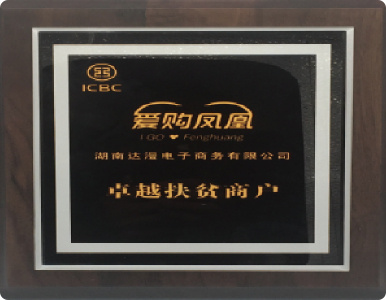 ICBC
爱购凤凰
I GO ♥ Fenghuang
湖南达漫电子商务有限公司
卓越扶贫商户